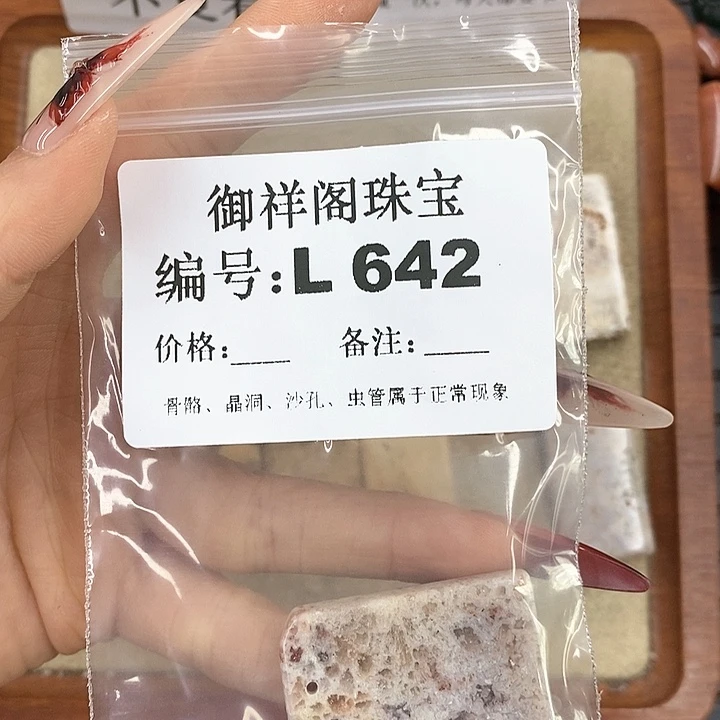 御祥阁珠宝
编号:L 642
价格:____ 备注:____
骨骼、晶洞、沙孔、虫管属于正常现象